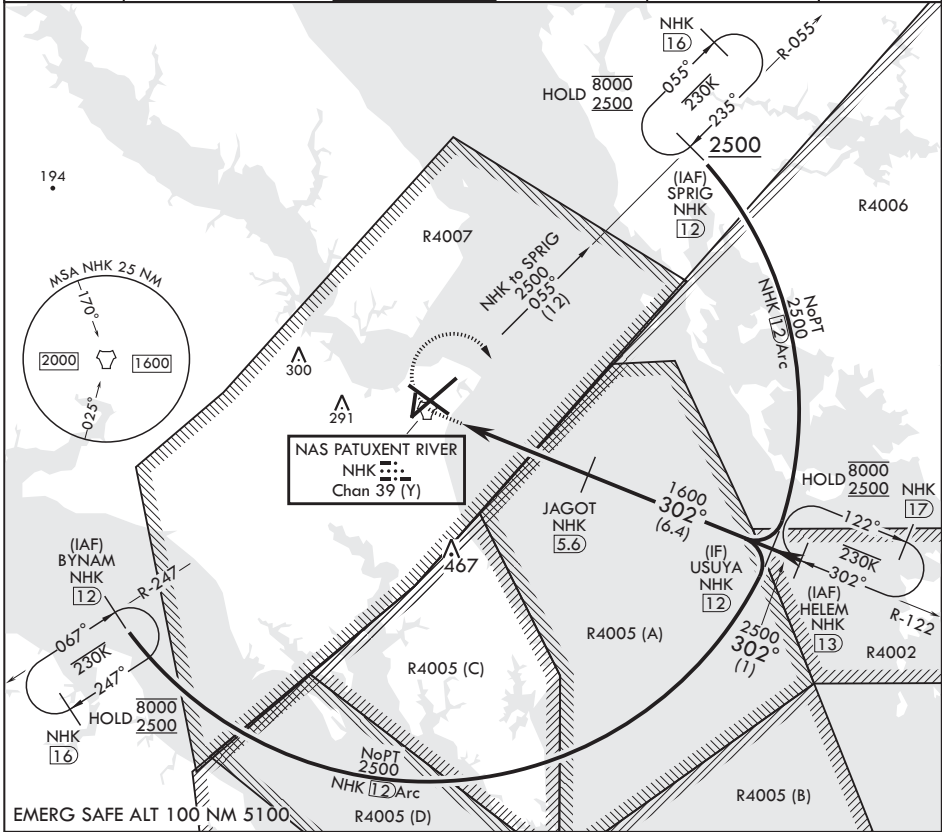 NHK
16
R-055
055°
230K
235°
HOLD 8000
2500
2500
(IAF)
SPRIG
NHK
12
R4006
194
R4007
NHK to SPRIG
2500
055°
(12)
NoPT
2500
NHK 12 Arc
MSA NHK 25 NM
170°
2000
1600
025°
300
291
NAS PATUXENT RIVER
NHK
Chan 39 (Y)
JAGOT
NHK
5.6
1600
302°
(6.4)
HOLD 8000
2500
NHK
17
122°
230K
302°
R-122
(IAF)
HELEM
NHK
13
(IF)
USUYA
NHK
12
2500
302°
(1)
R4002
467
(IAF)
BYNAM
NHK
12
R-247
067°
230K
247°
HOLD 8000
2500
NHK
16
R4005 (A)
R4005 (C)
NoPT
2500
NHK 12 Arc
R4005 (B)
R4005 (D)
EMERG SAFE ALT 100 NM 5100